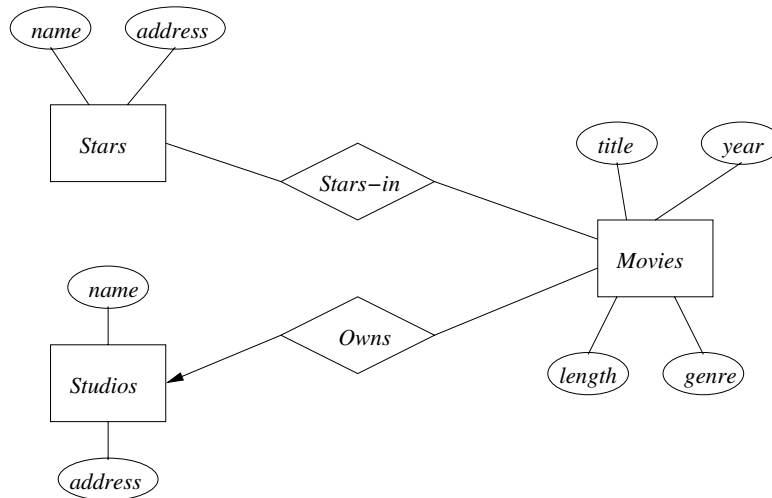 name
address
Stars
title
year
Stars−in
Movies
name
Owns
Studios
length
genre
address